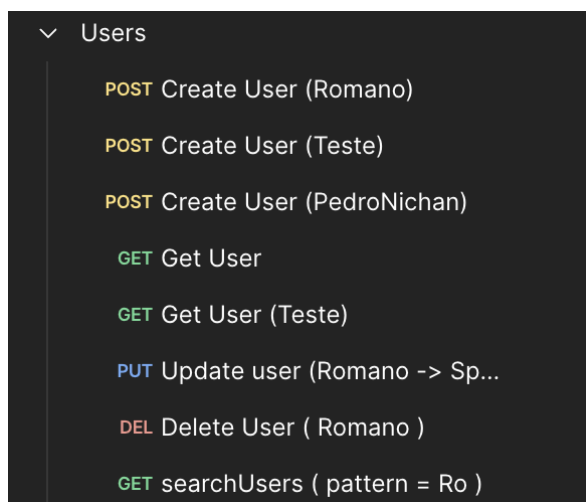 Users
POST Create User (Romano)
POST Create User (Teste)
POST Create User (PedroNichan)
GET Get User
GET Get User (Teste)
PUT Update user (Romano -> Sp...
DEL Delete User ( Romano )
GET searchUsers ( pattern = Ro )